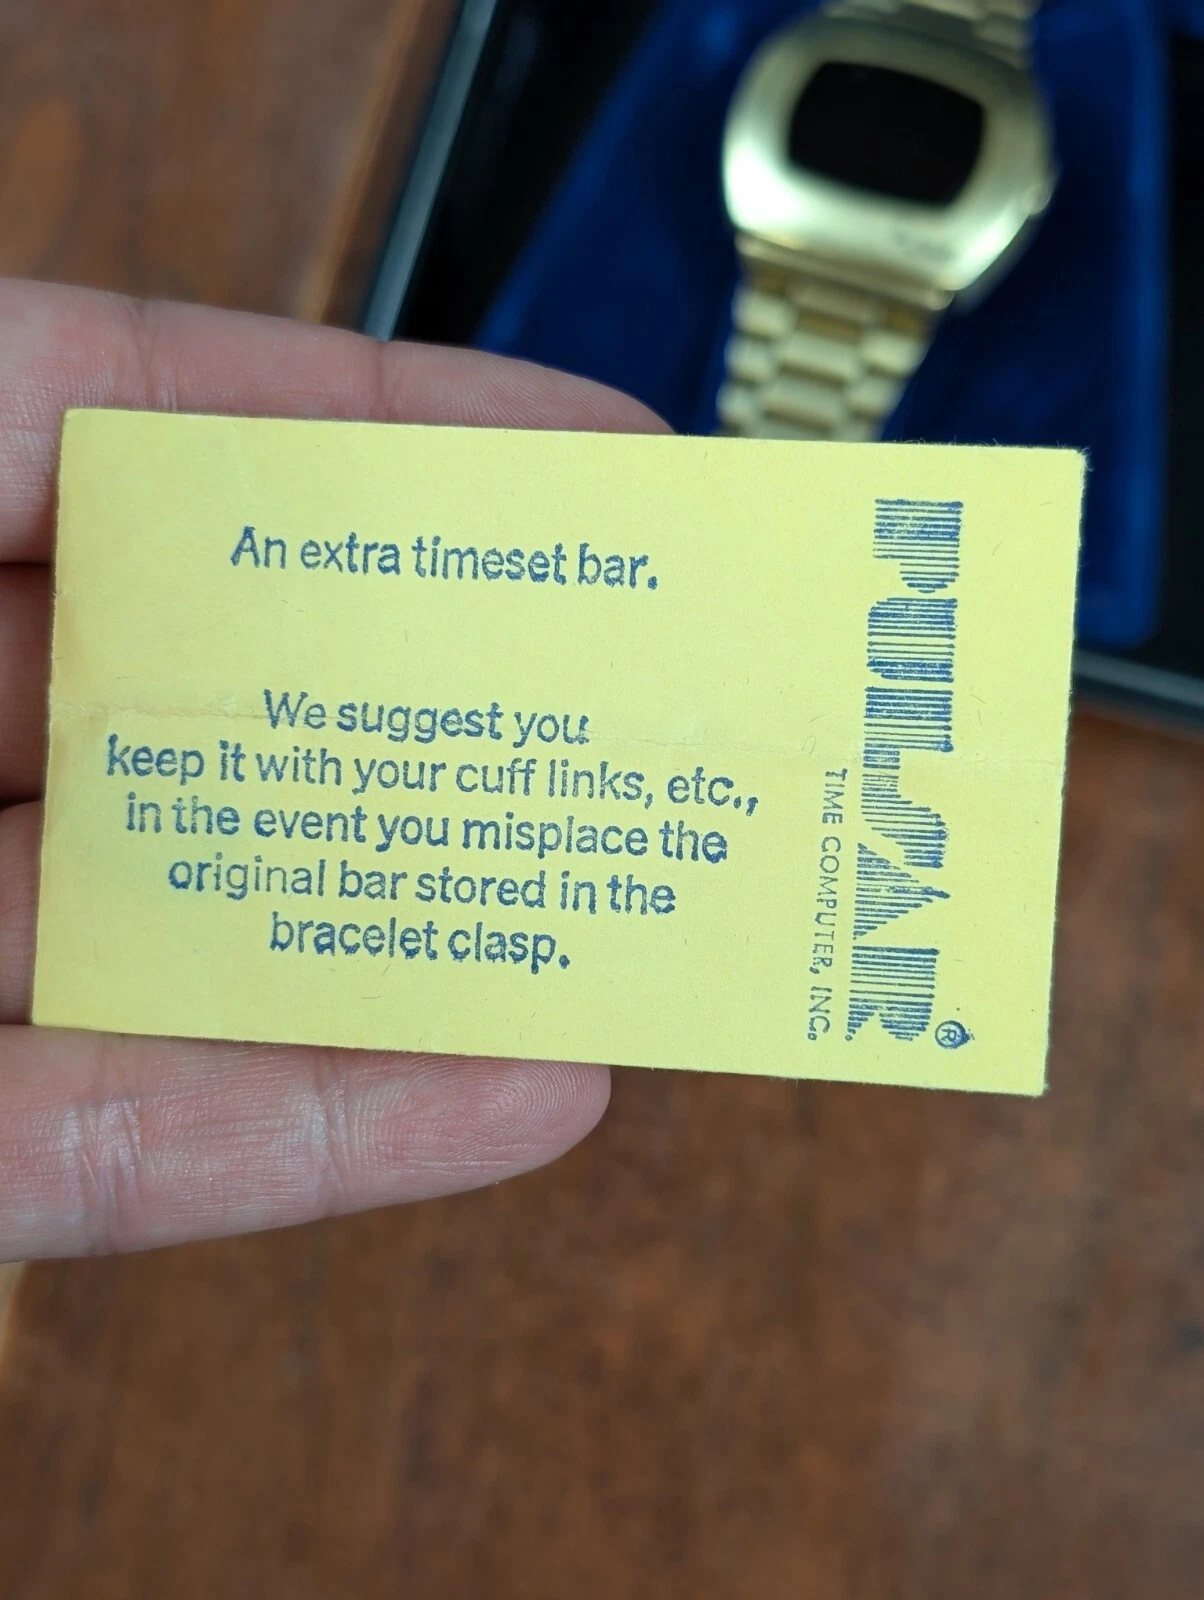 An extra timeset bar.
We suggest you
keep it with your cuff links, etc.,
in the event you misplace the
original bar stored in the
bracelet clasp.
PULSAR®
TIME COMPUTER, INC.